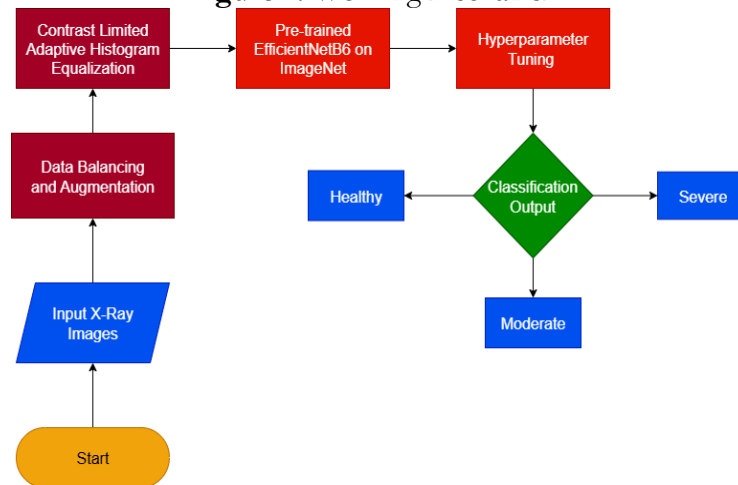 Contrast Limited
Adaptive Histogram
Equalization
Pre-trained
EfficientNetB6 on
ImageNet
Hyperparameter
Tuning
Data Balancing
and Augmentation
Healthy
Classification
Output
Severe
Input X-Ray
Images
Moderate
Start